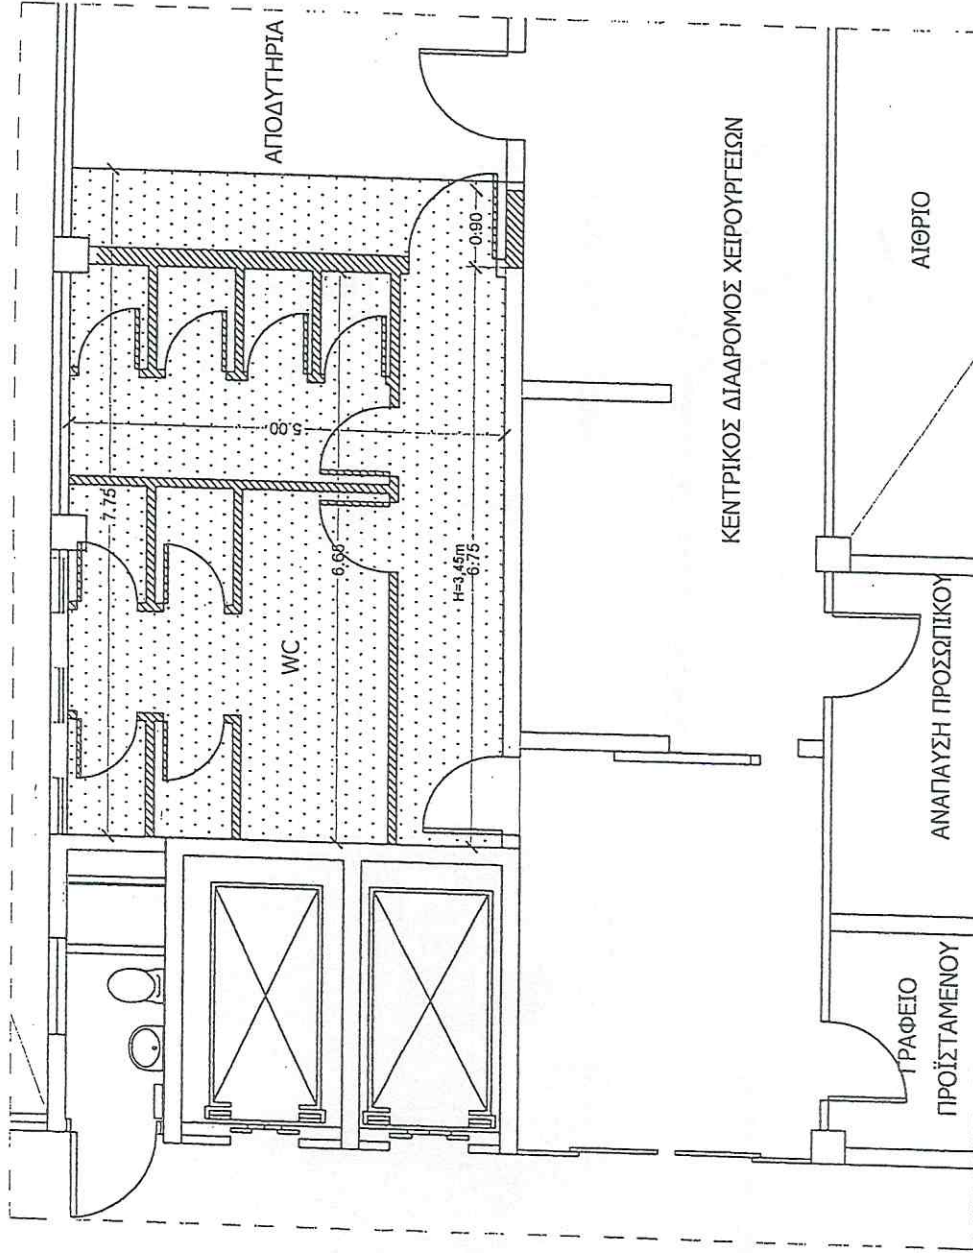 ΑΠΟΔΥΤΗΡΙΑ
7.75
0.90
5.00
6.66
H=3,45m
6.75
WC
ΚΕΝΤΡΙΚΟΣ ΔΙΑΔΡΟΜΟΣ ΧΕΙΡΟΥΡΓΕΙΩΝ
ΑΙΘΡΙΟ
ΑΝΑΠΑΥΣΗ ΠΡΟΣΩΠΙΚΟΥ
ΓΡΑΦΕΙΟ
ΠΡΟΪΣΤΑΜΕΝΟΥ